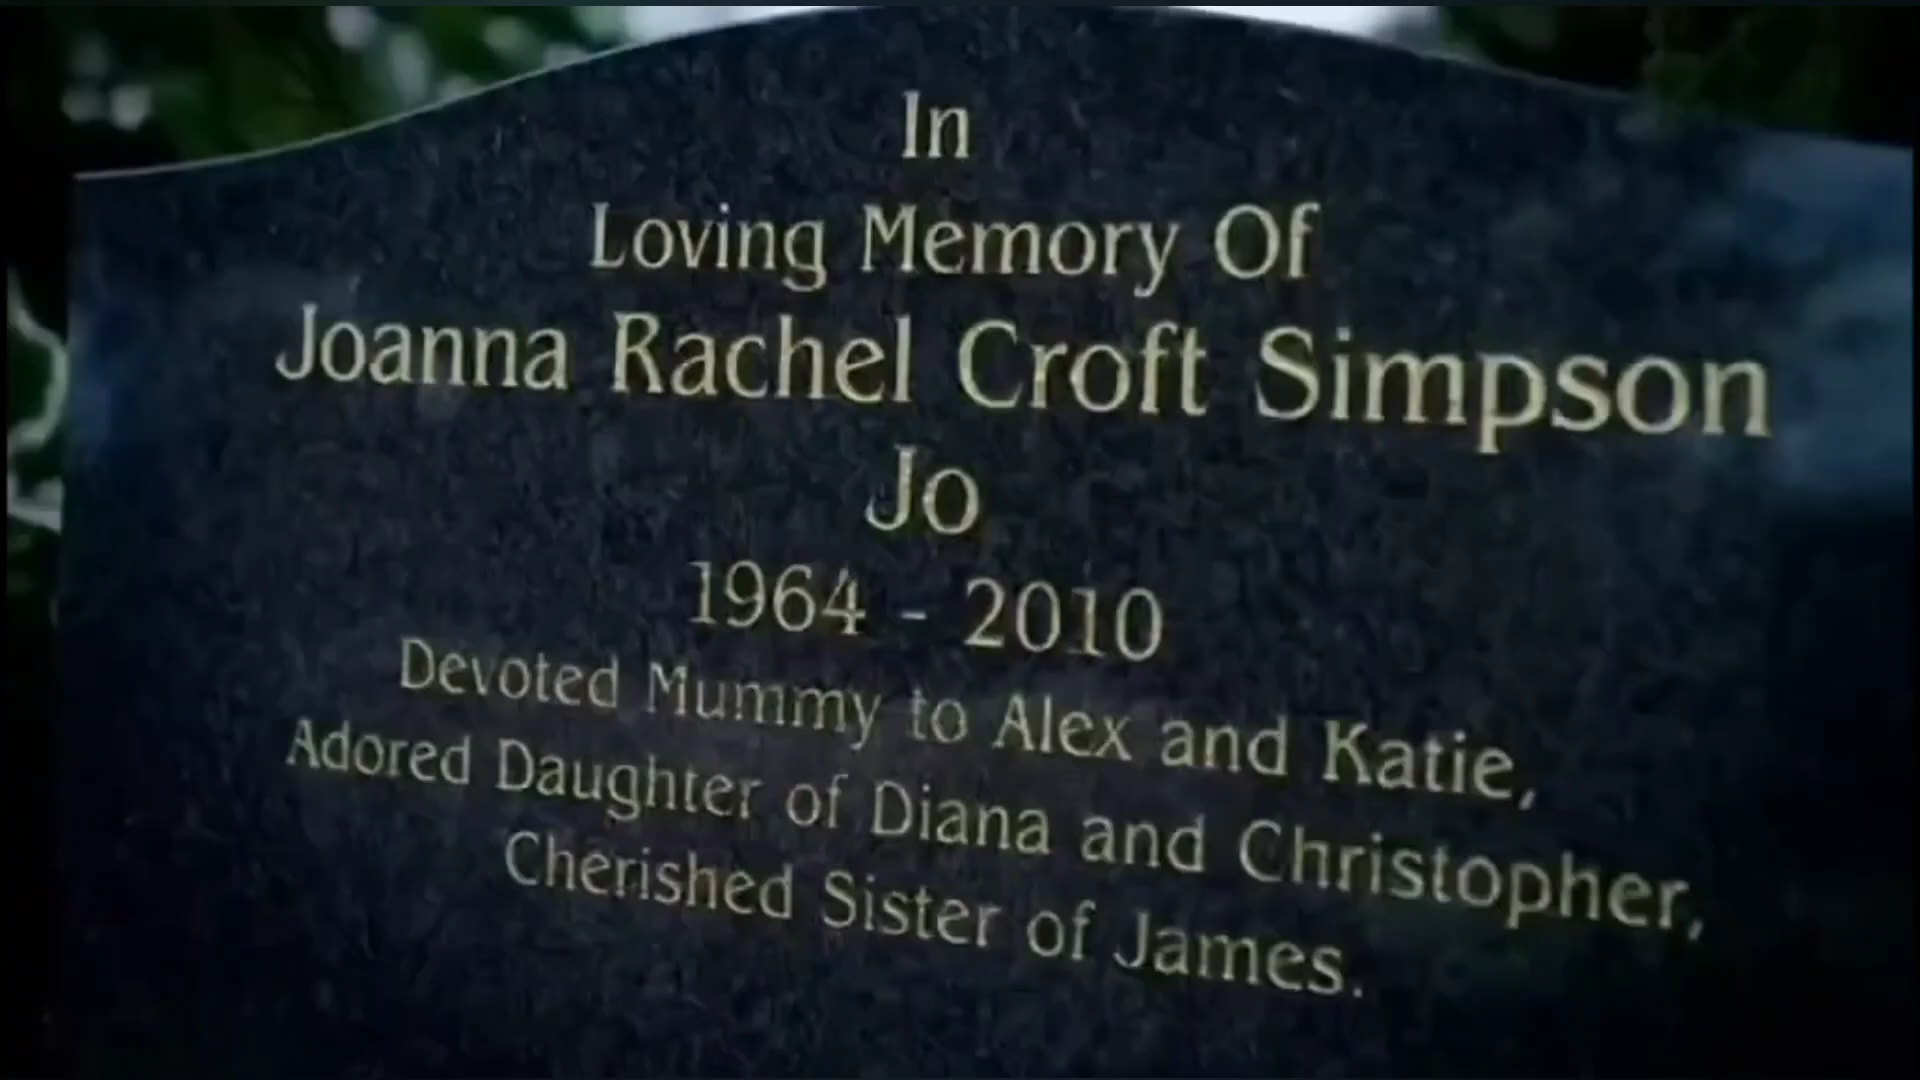 In
Loving Memory Of
Joanna Rachel Croft Simpson
Jo
1964 - 2010
Devoted Mummy to Alex and Katie,
Adored Daughter of Diana and Christopher,
Cherished Sister of James.